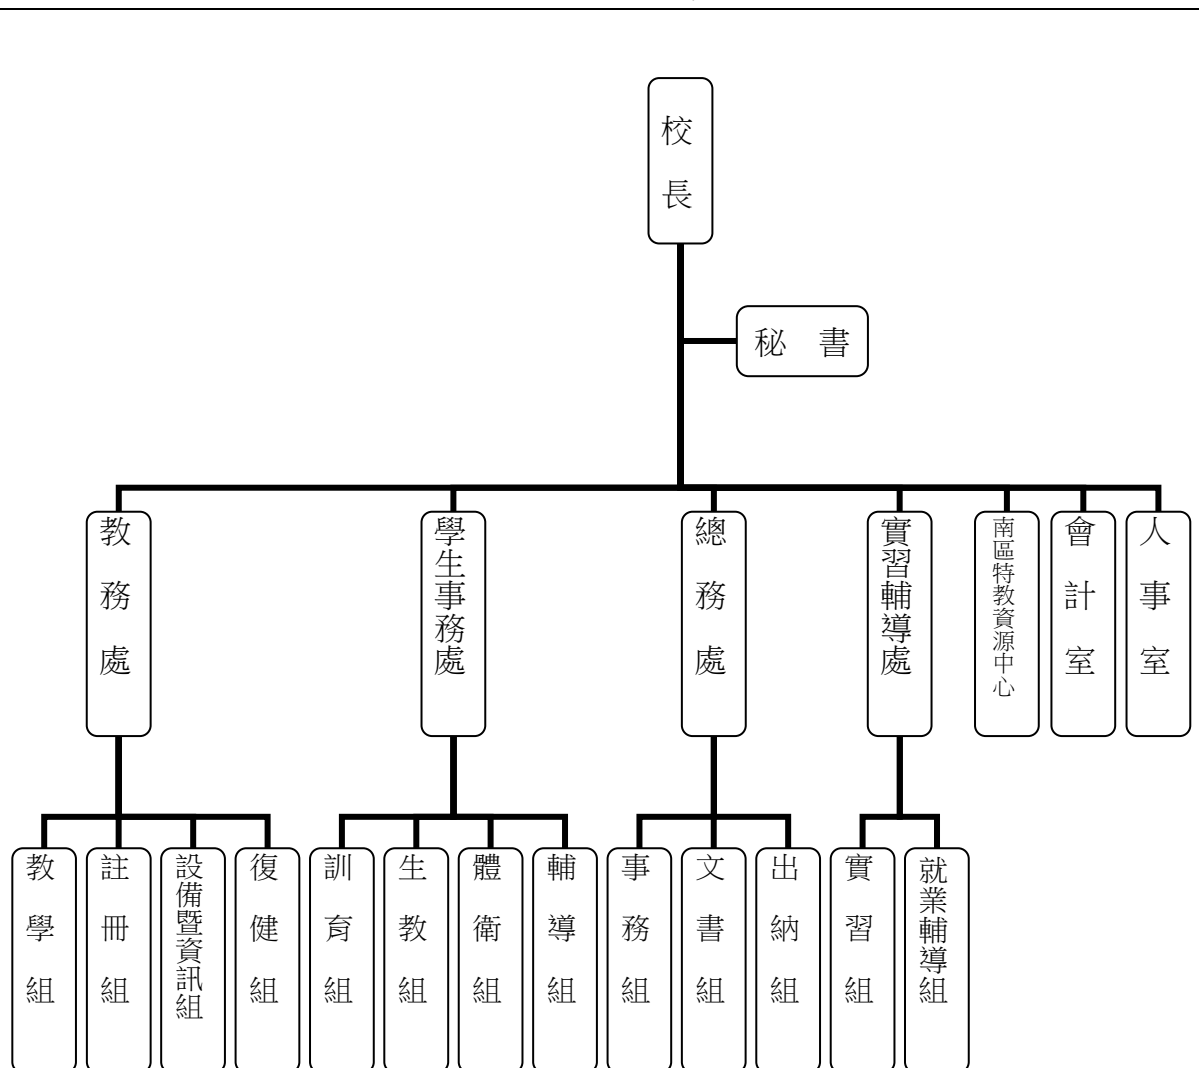 校長
秘　書
教務處
學生事務處
總務處
實習輔導處
南區特教資源中心
會計室
人事室
教學組
註冊組
設備暨資訊組
復健組
訓育組
生教組
體衛組
輔導組
事務組
文書組
出納組
實習組
就業輔導組